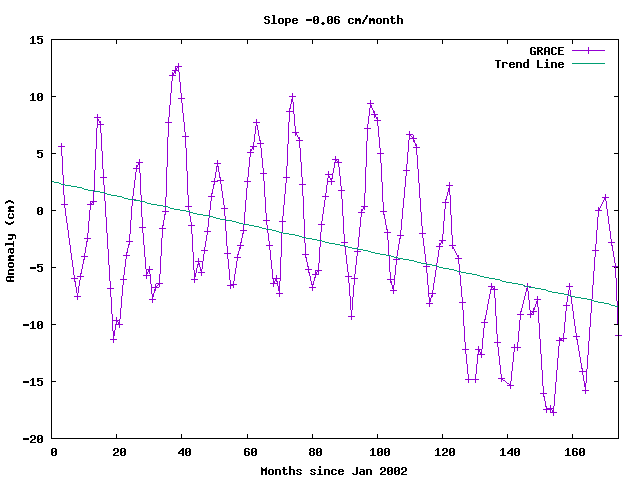 Slope -0.06 cm/month
15
10
5
0
-5
-10
-15
-20
Anomaly (cm)
GRACE
Trend Line
0 20 40 60 80 100 120 140 160
Months since Jan 2002